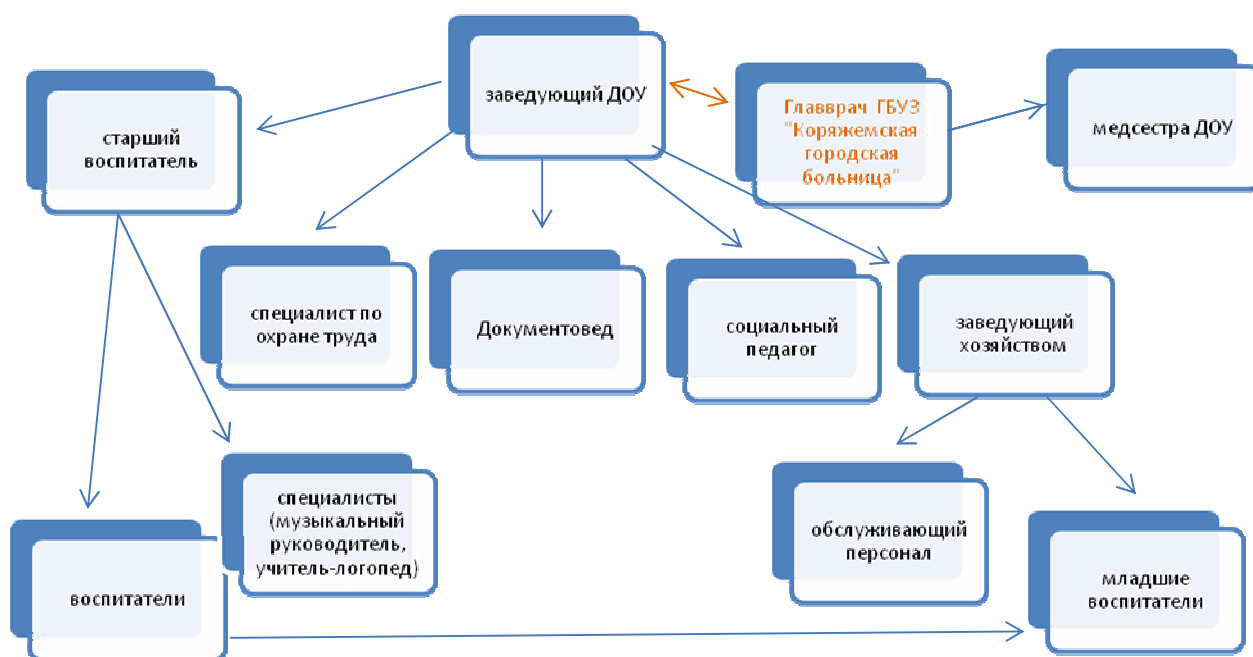 заведующий ДОУ
Главврач ГБУЗ
"Коряжемская
городская
больница"
медсестра ДОУ
старший
воспитатель
специалист по
охране труда
Документовед
социальный
педагог
заведующий
хозяйством
специалисты
(музыкальный
руководитель,
учитель-логопед)
обслуживающий
персонал
воспитатели
младшие
воспитатели